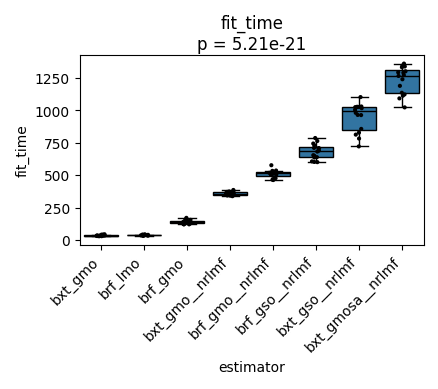 fit_time
p = 5.21e-21
fit_time
1250
1000
750
500
250
0
bxt_gmo
brf_lmo
brf_gmo
bxt_gmo__nrlmf
brf_gmo__nrlmf
brf_gso__nrlmf
bxt_gso__nrlmf
bxt_gmosa__nrlmf
estimator